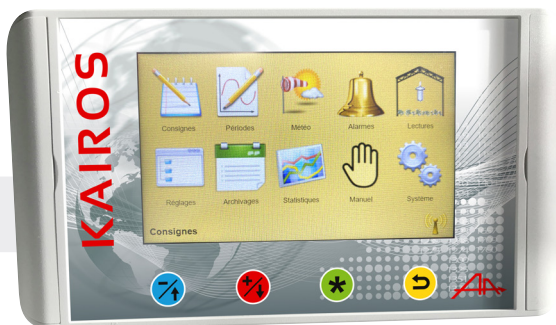 KAIROS
Consignes Périodes Météo Alarmes Lectures
Réglages Archivages Statistiques Manuel Système
Consignes
-/↑ +/↓ * ⊃